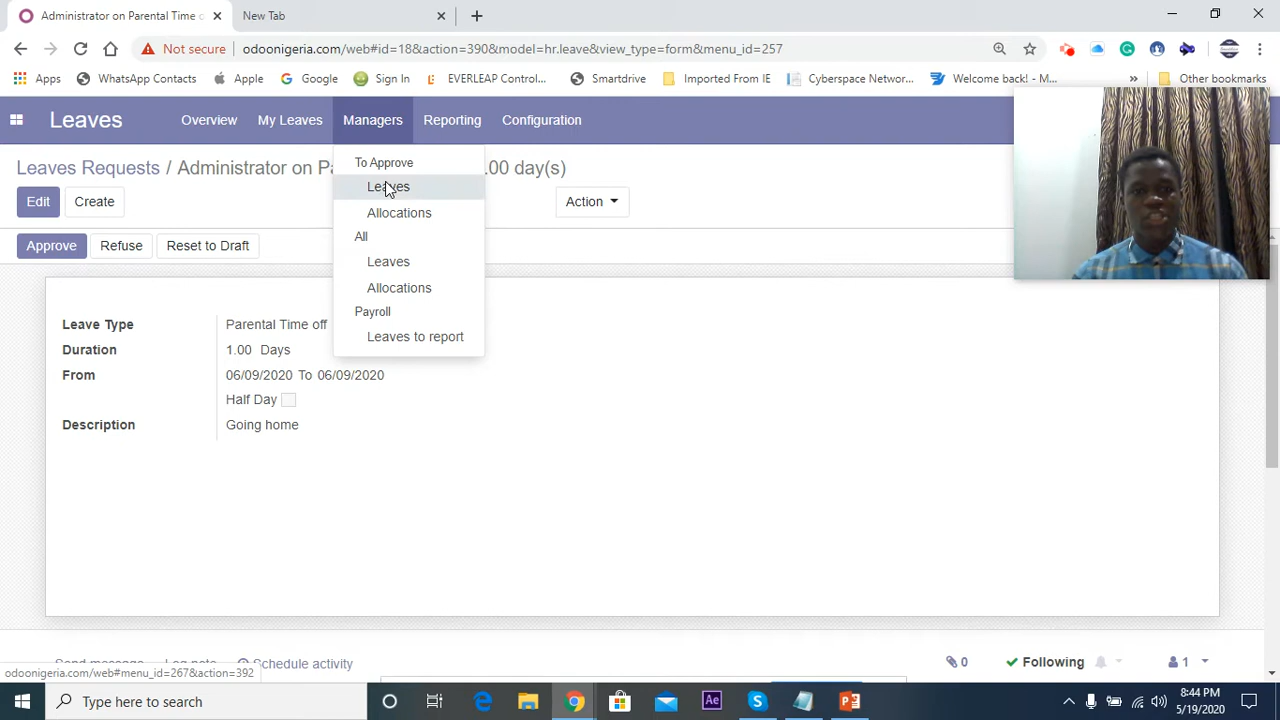 Administrator on Parental Time o
New Tab
Not secure
odoonigeria.com/web#id=18&action=390&model=hr.leave&view_type=form&menu_id=257
Apps
WhatsApp Contacts
Apple
Google
Sign In
EVERLEAP Control...
Smartdrive
Imported From IE
Cyberspace Networ...
Welcome back! - M...
»
Other bookmarks
Leaves
Overview
My Leaves
Managers
Reporting
Configuration
Leaves Requests / Administrator on Pa .00 day(s)
To Approve
Leaves
Allocations
All
Leaves
Allocations
Payroll
Leaves to report
Edit
Create
Action
Approve
Refuse
Reset to Draft
Leave Type
Parental Time off
Duration
1.00 Days
From
06/09/2020 To 06/09/2020
Half Day
Description
Going home
Send message
Log note
Schedule activity
0
Following
1
odoonigeria.com/web#menu_id=267&action=392
Type here to search
Ae
8:44 PM
5/19/2020